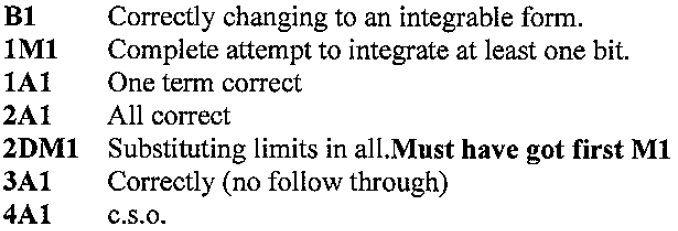 B1 Correctly changing to an integrable form.
1M1 Complete attempt to integrate at least one bit.
1A1 One term correct
2A1 All correct
2DM1 Substituting limits in all.Must have got first M1
3A1 Correctly (no follow through)
4A1 c.s.o.